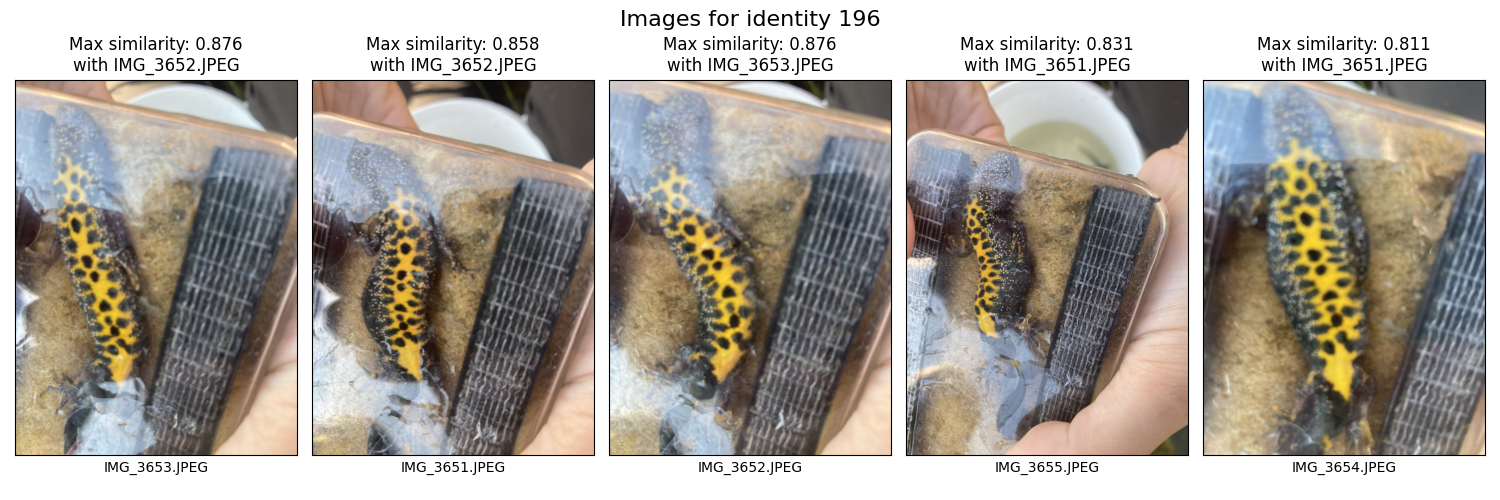 Images for identity 196
Max similarity: 0.876
with IMG_3652.JPEG
Max similarity: 0.858
with IMG_3652.JPEG
Max similarity: 0.876
with IMG_3653.JPEG
Max similarity: 0.831
with IMG_3651.JPEG
Max similarity: 0.811
with IMG_3651.JPEG
IMG_3653.JPEG
IMG_3651.JPEG
IMG_3652.JPEG
IMG_3655.JPEG
IMG_3654.JPEG